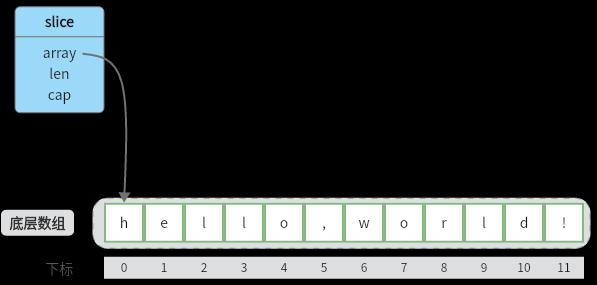 slice
array
len
cap
底层数组 h e l l o , w o r l d !
下标 0 1 2 3 4 5 6 7 8 9 10 11